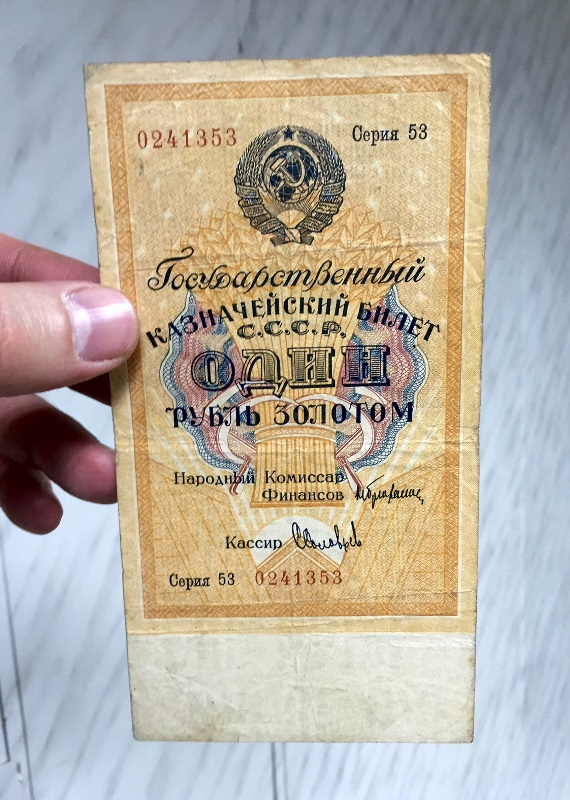 0241353 Серия 53
Государственный
КАЗНАЧЕЙСКИЙ БИЛЕТ
С.С.С.Р.
ОДИН
РУБЛЬ ЗОЛОТОМ
Народный Комиссар
Финансов
Кассир
Серия 53 0241353